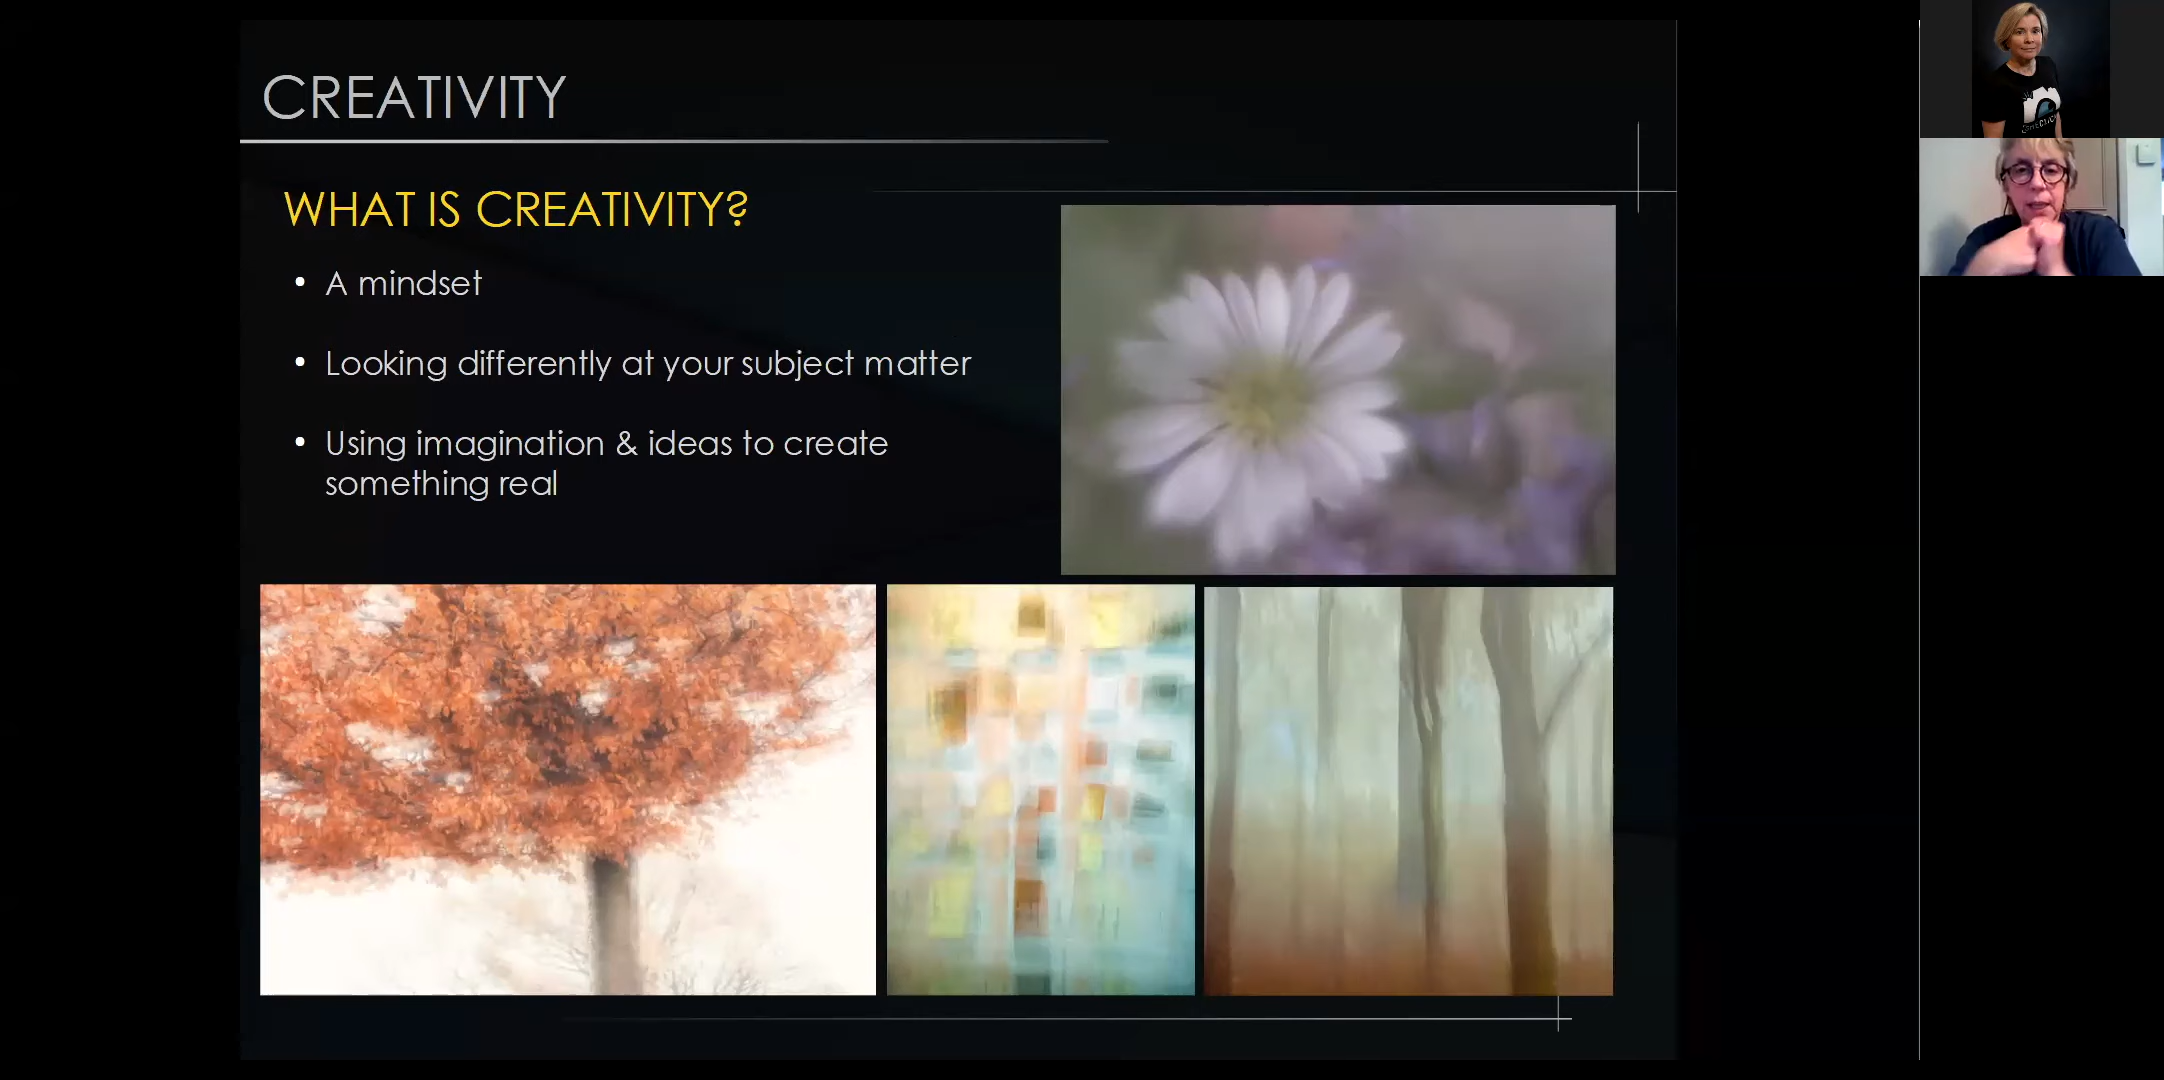 CREATIVITY
WHAT IS CREATIVITY?
• A mindset
• Looking differently at your subject matter
• Using imagination & ideas to create
something real